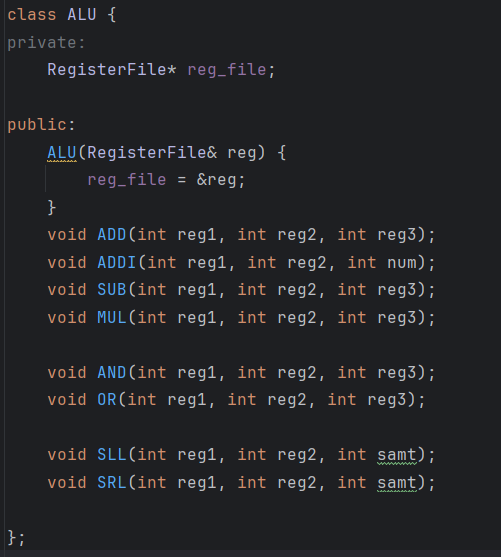 class ALU {
private:
    RegisterFile* reg_file;

public:
    ALU(RegisterFile& reg) {
        reg_file = &reg;
    }
    void ADD(int reg1, int reg2, int reg3);
    void ADDI(int reg1, int reg2, int num);
    void SUB(int reg1, int reg2, int reg3);
    void MUL(int reg1, int reg2, int reg3);

    void AND(int reg1, int reg2, int reg3);
    void OR(int reg1, int reg2, int reg3);

    void SLL(int reg1, int reg2, int samt);
    void SRL(int reg1, int reg2, int samt);

};